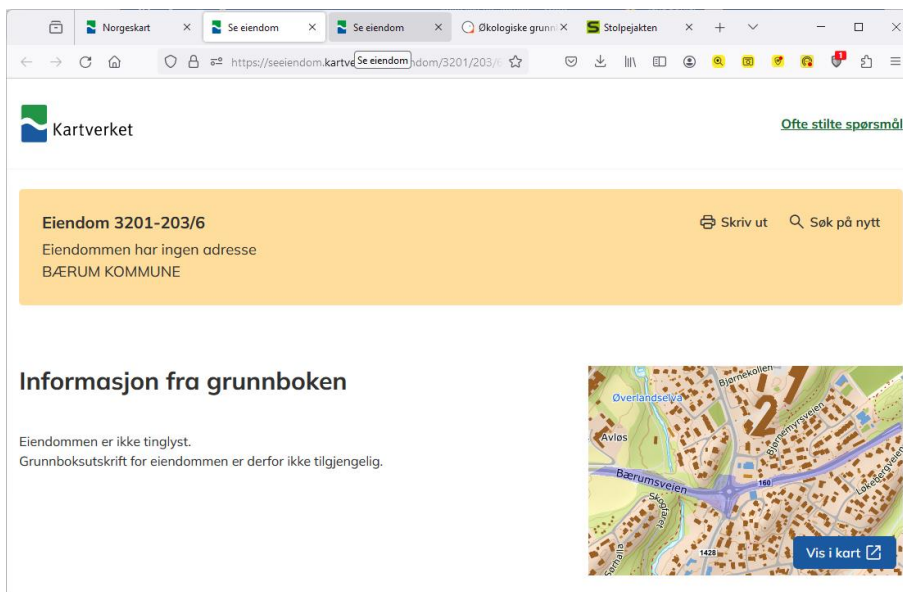 Norgeskart
Se eiendom
Se eiendom
Økologiske grunn
Stolpejakten
https://seeiendom.kartve
Se eiendom
ndom/3201/203/6
1
Kartverket
Ofte stilte spørsmål
Eiendom 3201-203/6
Skriv ut
Søk på nytt
Eiendommen har ingen adresse
BÆRUM KOMMUNE
Informasjon fra grunnboken
Eiendommen er ikke tinglyst.
Grunnboksutskrift for eiendommen er derfor ikke tilgjengelig.
Bjørnekollen
Øverlandselva
Avløs
Bjørnemyrsveien
Bærumsveien
160
Skogfaret
Løkebergveien
Sørhalla
1428
Vis i kart